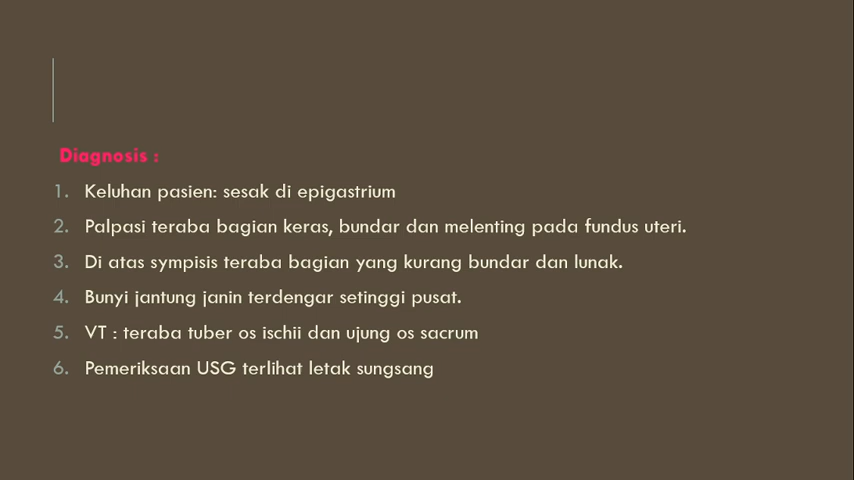 Diagnosis :
1. Keluhan pasien: sesak di epigastrium
2. Palpasi teraba bagian keras, bundar dan melenting pada fundus uteri.
3. Di atas sympisis teraba bagian yang kurang bundar dan lunak.
4. Bunyi jantung janin terdengar setinggi pusat.
5. VT : teraba tuber os ischii dan ujung os sacrum
6. Pemeriksaan USG terlihat letak sungsang